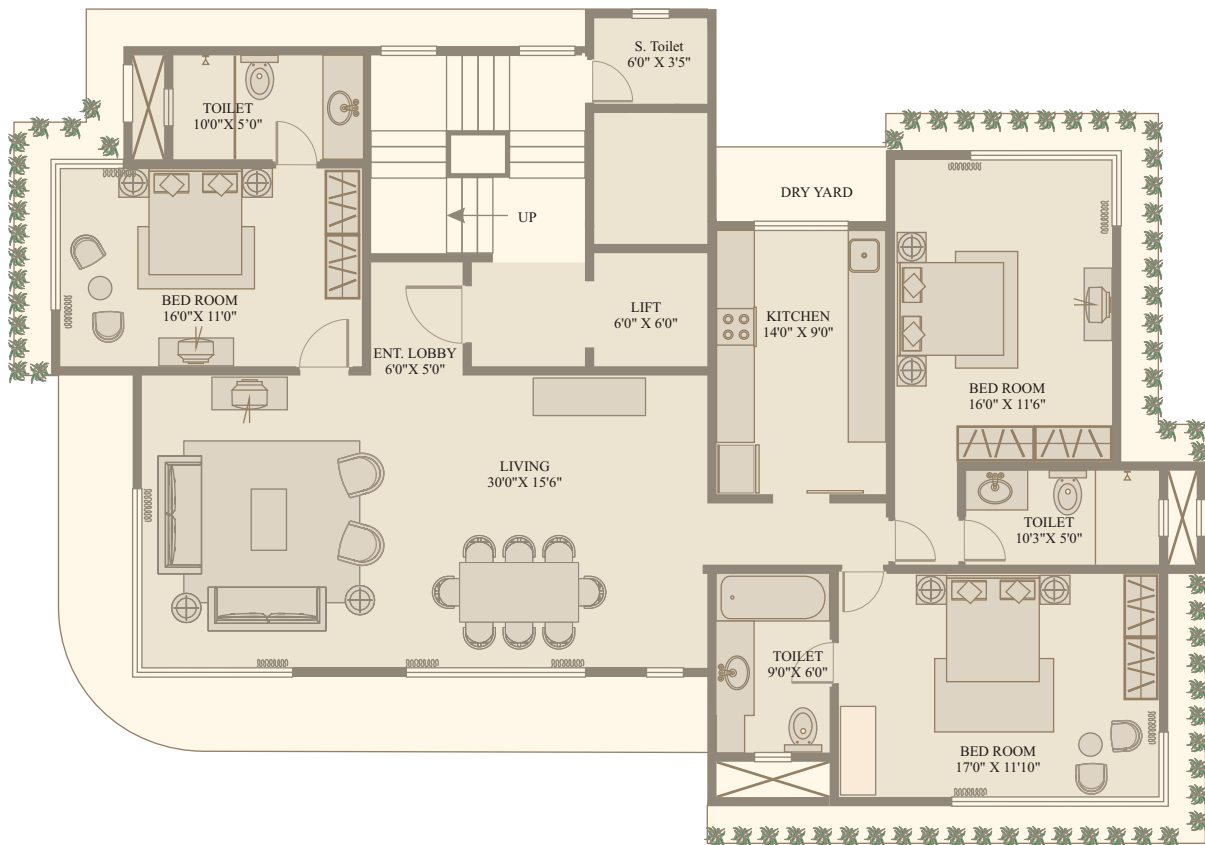 S. Toilet
6'0" X 3'5"
TOILET
10'0"X 5'0"
DRY YARD
UP
BED ROOM
16'0"X 11'0"
LIFT
6'0" X 6'0"
KITCHEN
14'0" X 9'0"
ENT. LOBBY
6'0"X 5'0"
BED ROOM
16'0" X 11'6"
LIVING
30'0"X 15'6"
TOILET
10'3"X 5'0"
TOILET
9'0"X 6'0"
BED ROOM
17'0" X 11'10"